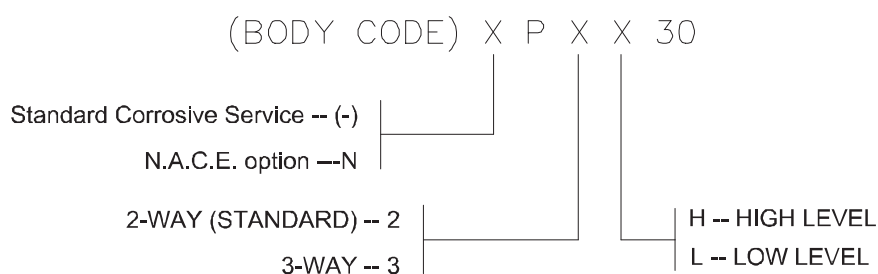 (BODY CODE) X P X X 30
Standard Corrosive Service -- (-)
N.A.C.E. option ---N
2-WAY (STANDARD) -- 2
3-WAY -- 3
H -- HIGH LEVEL
L -- LOW LEVEL